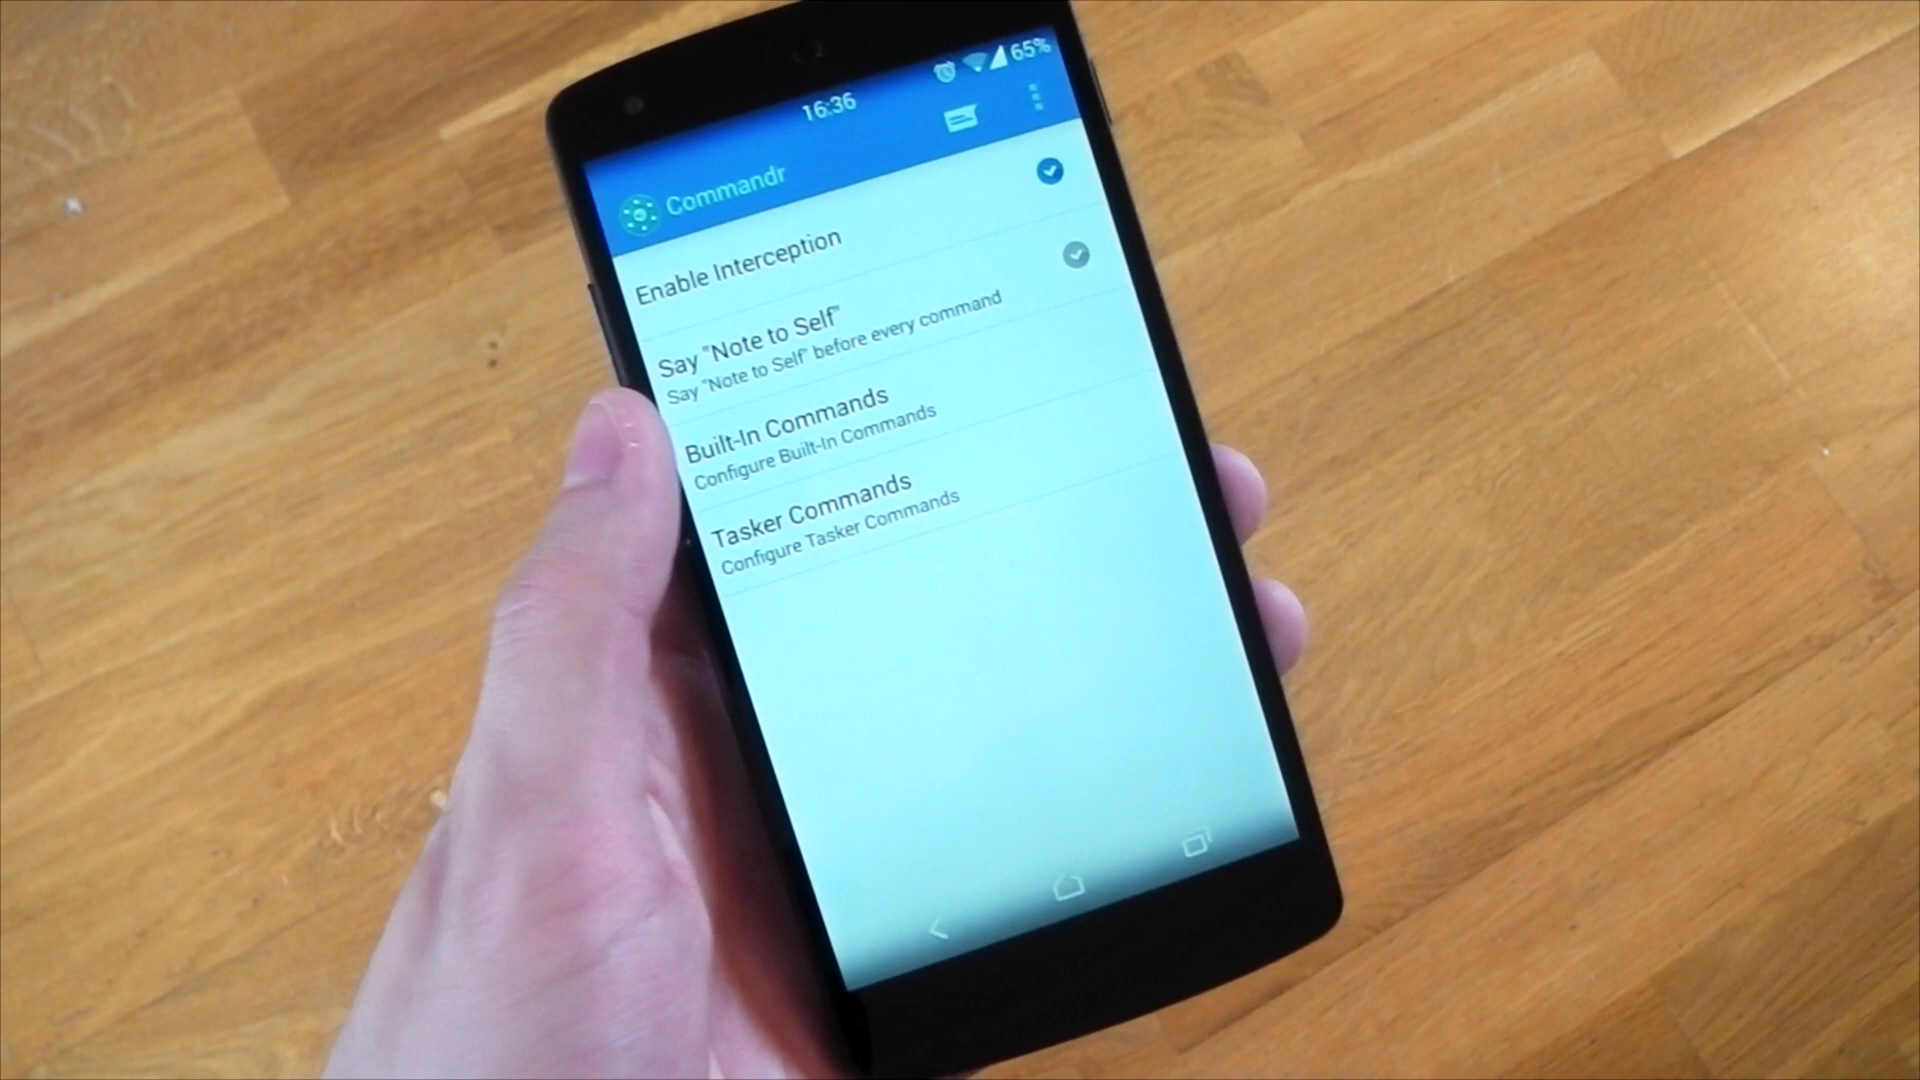 16:36
65%
Commandr
Enable Interception
Say "Note to Self"
Say "Note to Self" before every command
Built-In Commands
Configure Built-In Commands
Tasker Commands
Configure Tasker Commands